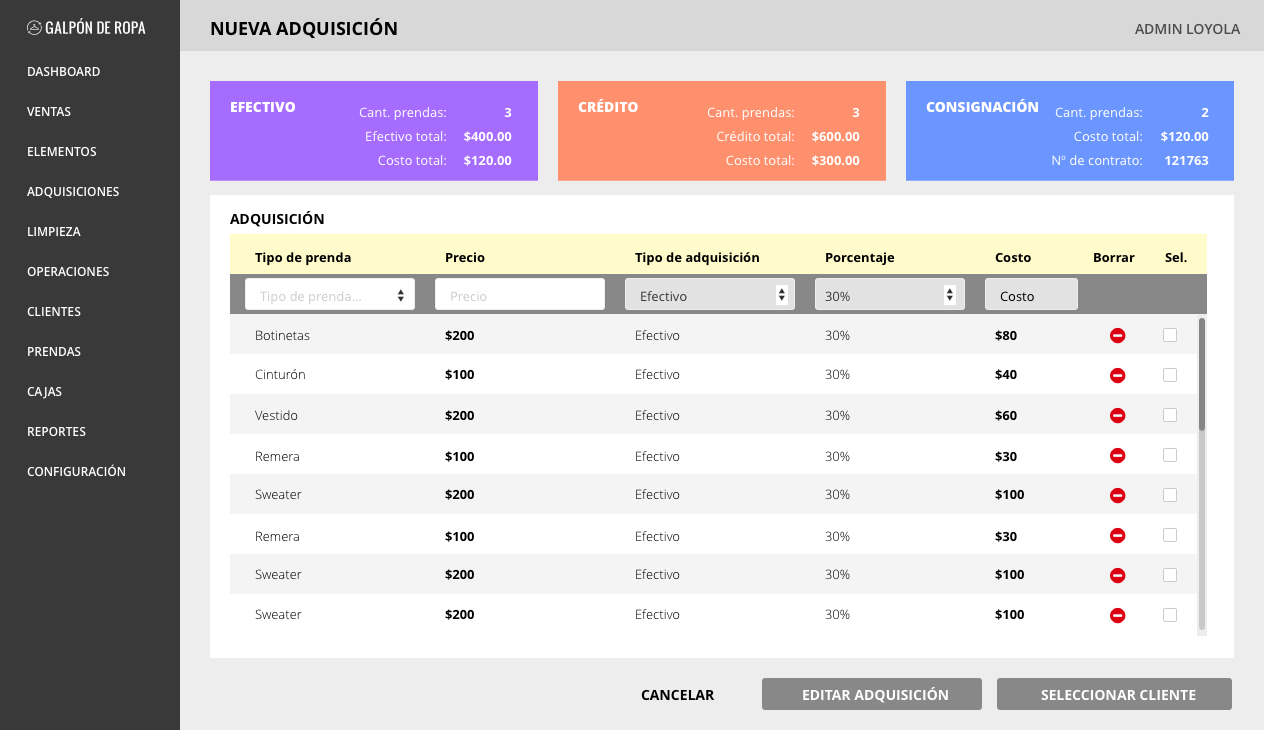 GALPÓN DE ROPA
DASHBOARD
VENTAS
ELEMENTOS
ADQUISICIONES
LIMPIEZA
OPERACIONES
CLIENTES
PRENDAS
CAJAS
REPORTES
CONFIGURACIÓN
NUEVA ADQUISICIÓN ADMIN LOYOLA
EFECTIVO
Cant. prendas: 3
Efectivo total: $400.00
Costo total: $120.00
CRÉDITO
Cant. prendas: 3
Crédito total: $600.00
Costo total: $300.00
CONSIGNACIÓN
Cant. prendas: 2
Costo total: $120.00
Nº de contrato: 121763
ADQUISICIÓN
Tipo de prenda Precio Tipo de adquisición Porcentaje Costo Borrar Sel.
Tipo de prenda... Precio Efectivo 30% Costo
Botinetas $200 Efectivo 30% $80
Cinturón $100 Efectivo 30% $40
Vestido $200 Efectivo 30% $60
Remera $100 Efectivo 30% $30
Sweater $200 Efectivo 30% $100
Remera $100 Efectivo 30% $30
Sweater $200 Efectivo 30% $100
Sweater $200 Efectivo 30% $100
CANCELAR EDITAR ADQUISICIÓN SELECCIONAR CLIENTE